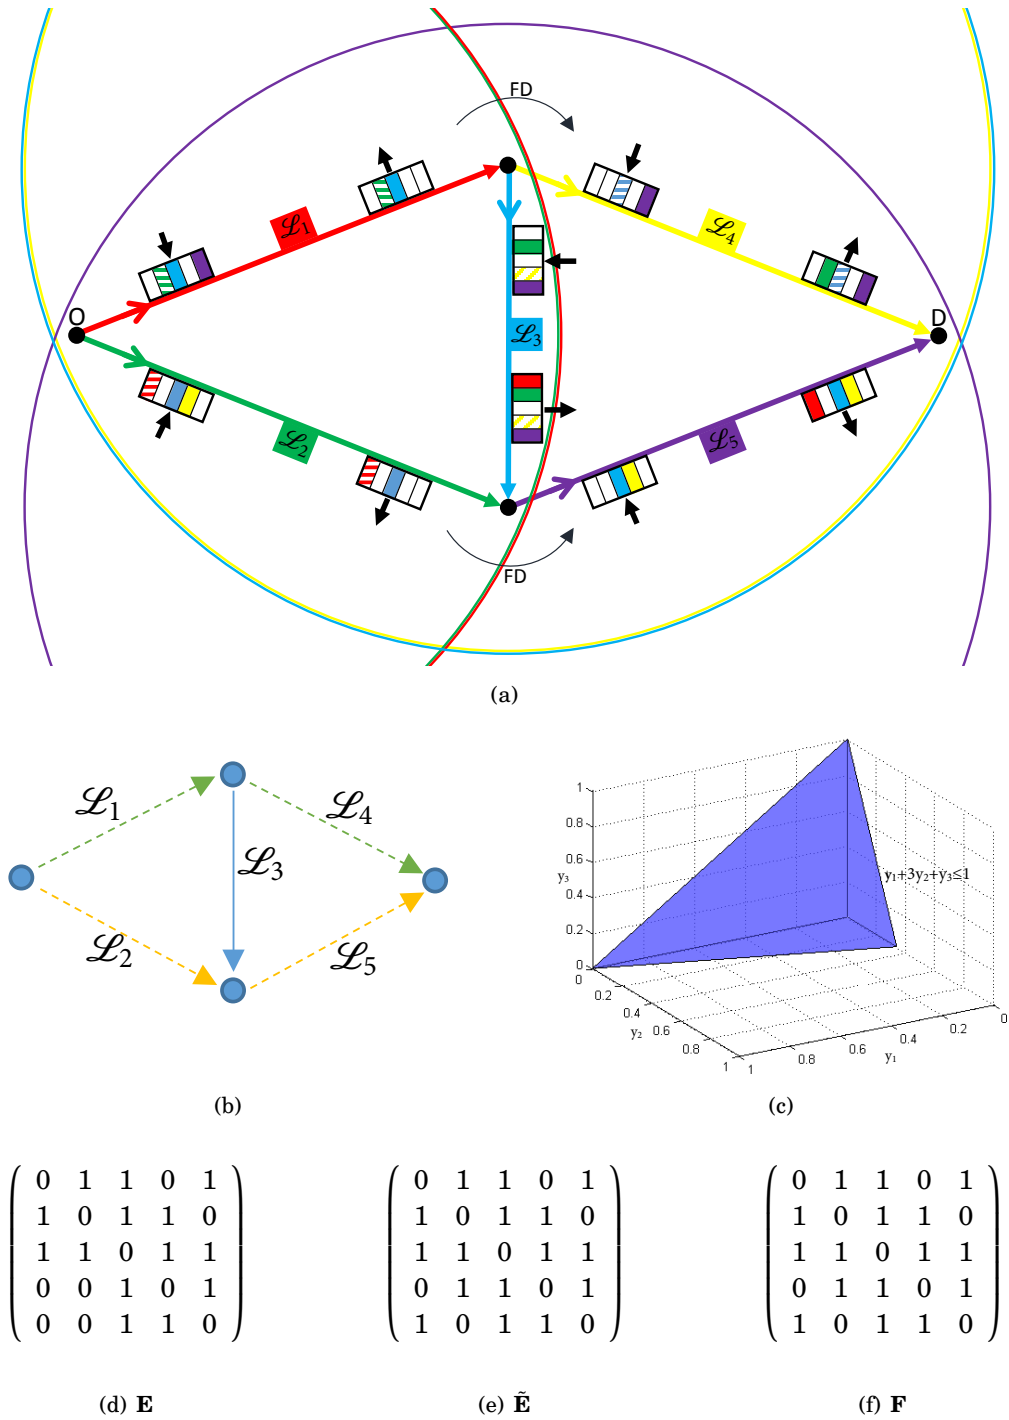 FD
O
D
ℒ1
ℒ4
ℒ3
ℒ2
ℒ5
FD
(a)
ℒ1
ℒ4
ℒ3
ℒ2
ℒ5
(b)
1
0.8
0.6
y3
0.4
0.2
0
0
0.2
0.4
y2
0.6
0.8
1
1
0.8
0.6
y1
0.4
0.2
0
y1+3y2+y3≤1
(c)
0 1 1 0 1
1 0 1 1 0
1 1 0 1 1
0 0 1 0 1
0 0 1 1 0
(d) E
0 1 1 0 1
1 0 1 1 0
1 1 0 1 1
0 1 1 0 1
1 0 1 1 0
(e) Ẽ
0 1 1 0 1
1 0 1 1 0
1 1 0 1 1
0 1 1 0 1
1 0 1 1 0
(f) F